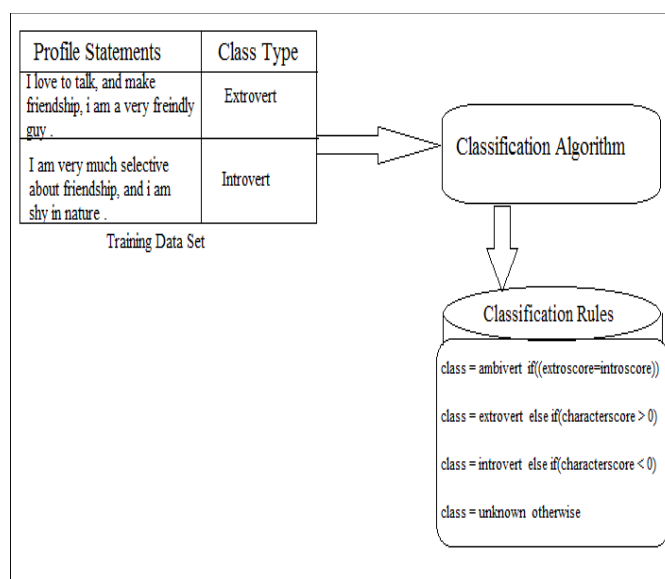 Profile Statements
Class Type
I love to talk, and make
friendship, i am a very freindly
guy .
Extrovert
I am very much selective
about friendship, and i am
shy in nature .
Introvert
Training Data Set
Classification Algorithm
Classification Rules
class = ambivert if((extroscore=introscore))
class = extrovert else if(characterscore > 0)
class = introvert else if(characterscore < 0)
class = unknown otherwise